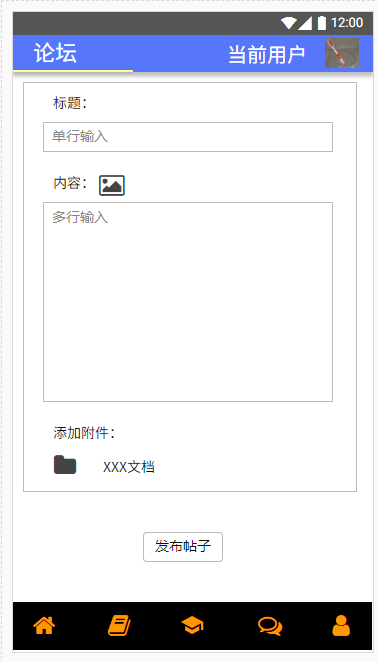 12:00
论坛
当前用户
标题：
单行输入
内容：
多行输入
添加附件：
XXX文档
发布帖子